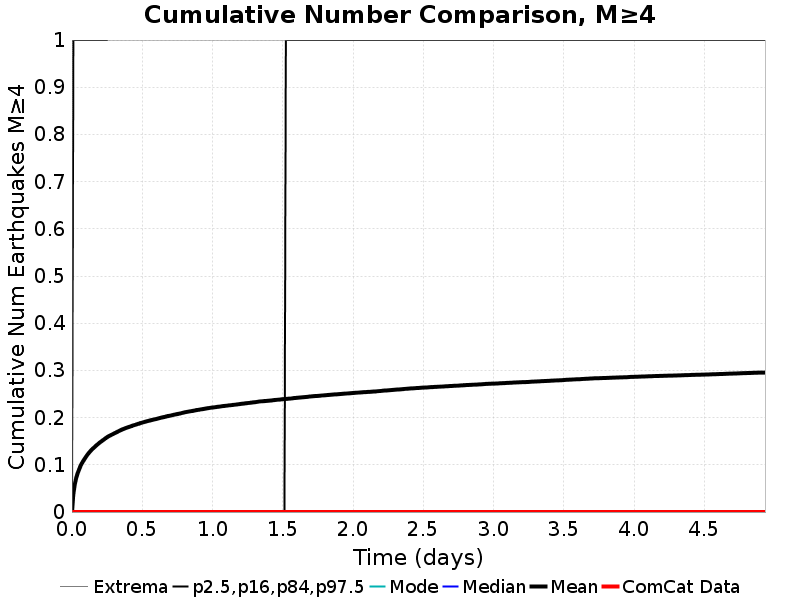 Cumulative Number Comparison, M≥4
Cumulative Num Earthquakes M≥4
1
0.9
0.8
0.7
0.6
0.5
0.4
0.3
0.2
0.1
0
0.0 0.5 1.0 1.5 2.0 2.5 3.0 3.5 4.0 4.5
Time (days)
Extrema p2.5,p16,p84,p97.5 Mode Median Mean ComCat Data